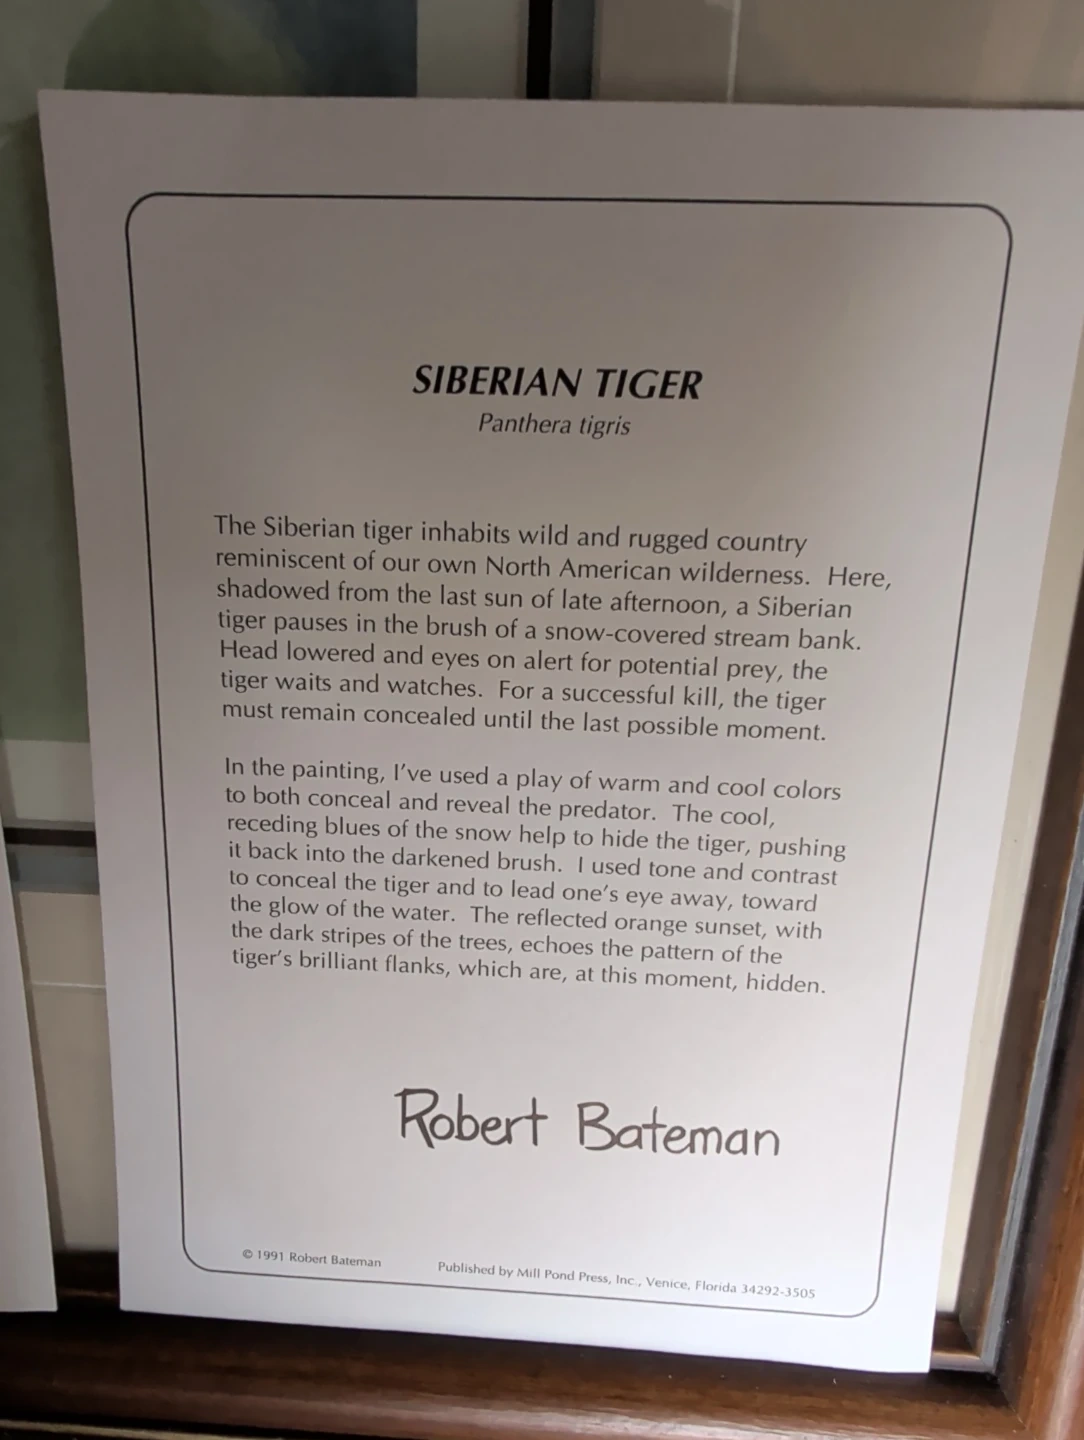 SIBERIAN TIGER
Panthera tigris
The Siberian tiger inhabits wild and rugged country
reminiscent of our own North American wilderness. Here,
shadowed from the last sun of late afternoon, a Siberian
tiger pauses in the brush of a snow-covered stream bank.
Head lowered and eyes on alert for potential prey, the
tiger waits and watches. For a successful kill, the tiger
must remain concealed until the last possible moment.
In the painting, I've used a play of warm and cool colors
to both conceal and reveal the predator. The cool,
receding blues of the snow help to hide the tiger, pushing
it back into the darkened brush. I used tone and contrast
to conceal the tiger and to lead one's eye away, toward
the glow of the water. The reflected orange sunset, with
the dark stripes of the trees, echoes the pattern of the
tiger's brilliant flanks, which are, at this moment, hidden.
Robert Bateman
© 1991 Robert Bateman Published by Mill Pond Press, Inc., Venice, Florida 34292-3505